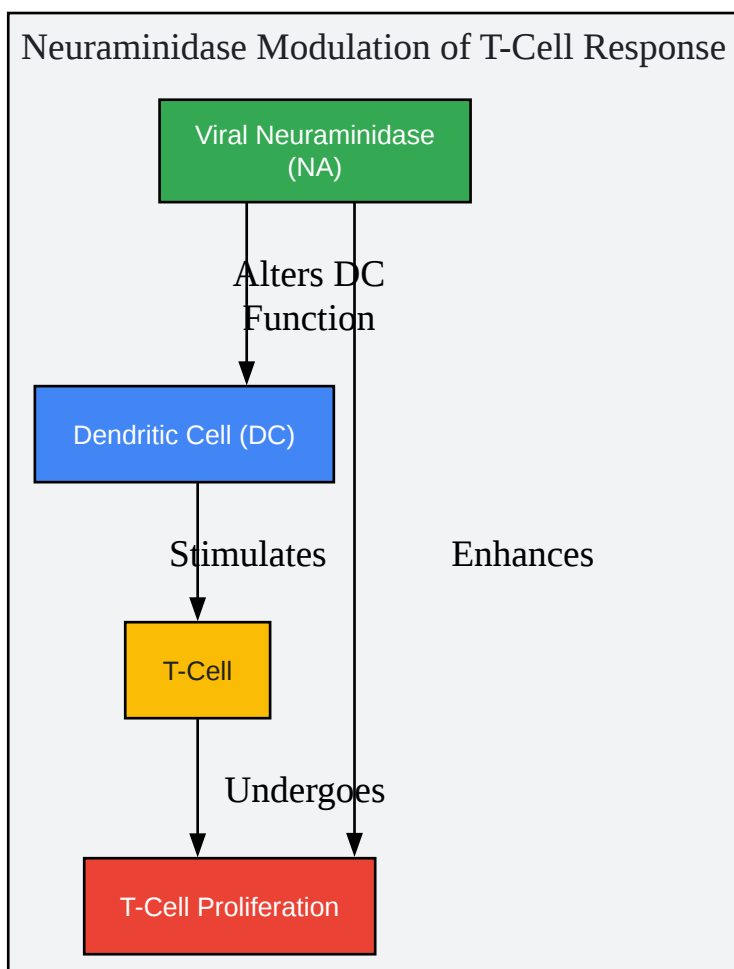 Neuraminidase Modulation of T-Cell Response
Viral Neuraminidase
(NA)
Alters DC
Function
Dendritic Cell (DC)
Stimulates
Enhances
T-Cell
Undergoes
T-Cell Proliferation